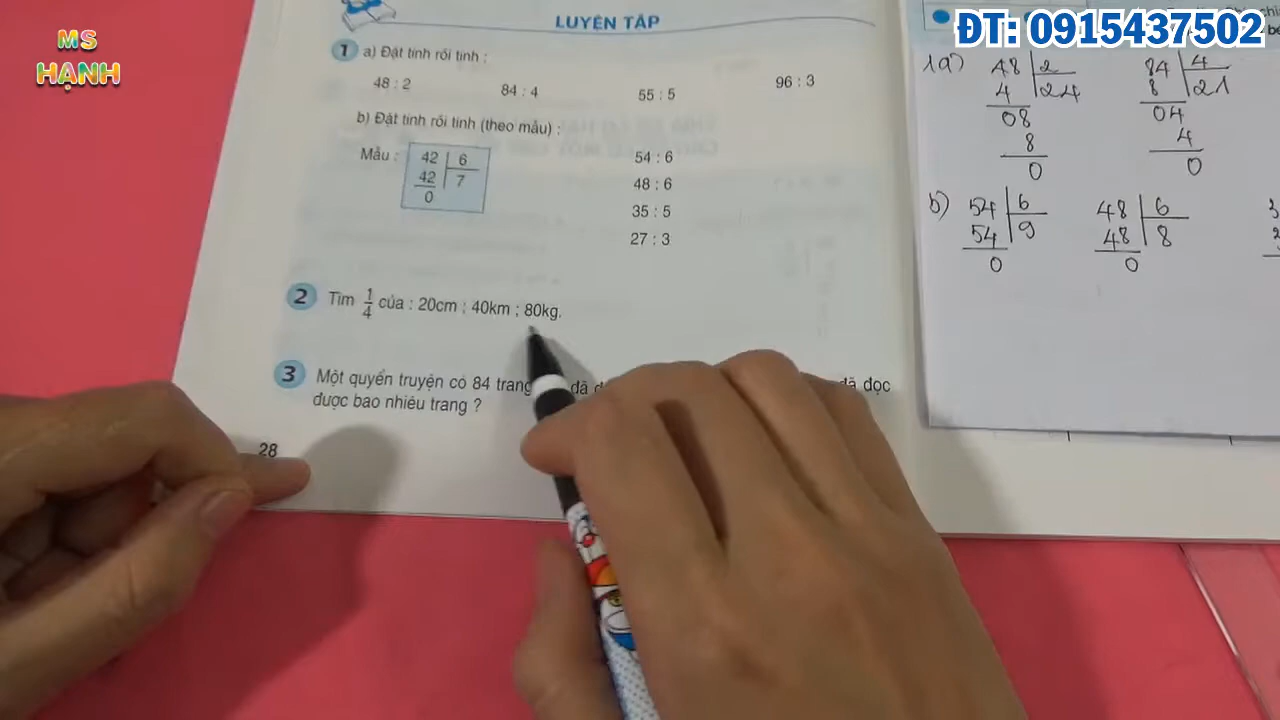 MS
HẠNH
ĐT: 0915437502
LUYỆN TẬP
1 a) Đặt tính rồi tính :
48 : 2 84 : 4 55 : 5 96 : 3
b) Đặt tính rồi tính (theo mẫu) :
Mẫu : 42 6
42 7
0
54 : 6
48 : 6
35 : 5
27 : 3
2 Tìm 1/4 của : 20cm ; 40km ; 80kg.
3 Một quyển truyện có 84 trang đã đọc
được bao nhiêu trang ?
28
1a) 48 2 84 4
4 24 8 21
08 04
8 4
0 0
b) 54 6 48 6
54 9 48 8
0 0